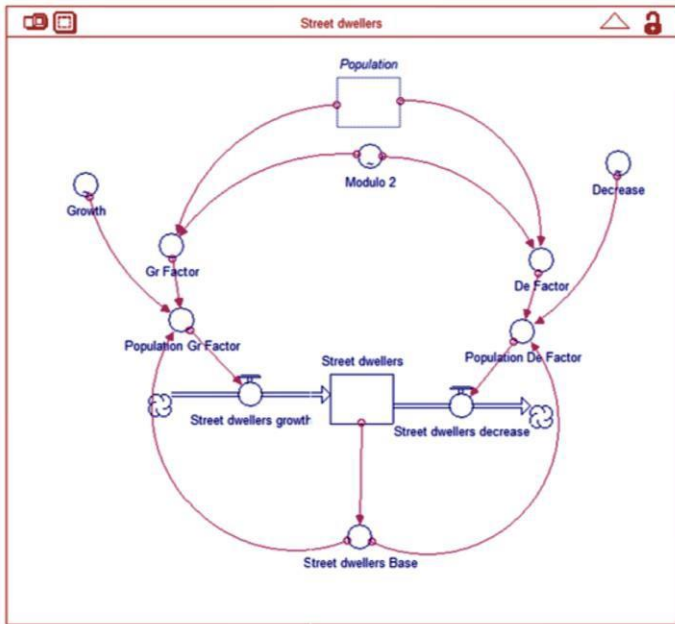 Street dwellers
Population
Modulo 2
Growth
Decrease
Gr Factor
De Factor
Population Gr Factor
Population De Factor
Street dwellers
Street dwellers growth
Street dwellers decrease
Street dwellers Base